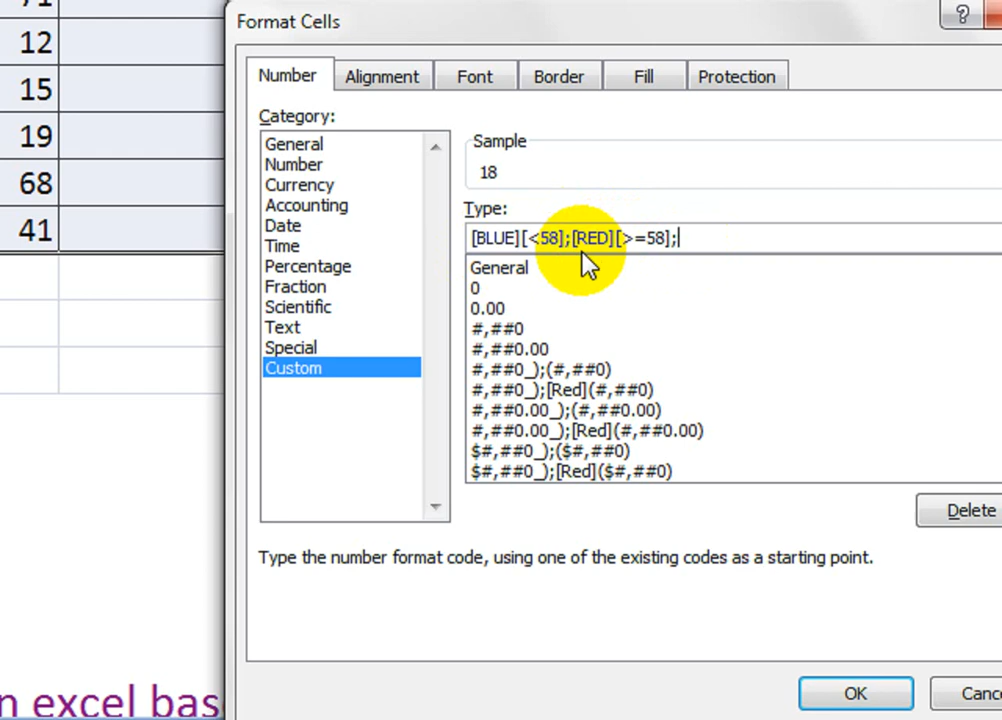 71
12
15
19
68
41
Format Cells
Number Alignment Font Border Fill Protection
Category:
General
Number
Currency
Accounting
Date
Time
Percentage
Fraction
Scientific
Text
Special
Custom
Sample
18
Type:
[BLUE][<58];[RED][>=58];
General
0
0.00
#,##0
#,##0.00
#,##0_);(#,##0)
#,##0_);[Red](#,##0)
#,##0.00_);(#,##0.00)
#,##0.00_);[Red](#,##0.00)
$#,##0_);($#,##0)
$#,##0_);[Red]($#,##0)
Delete
Type the number format code, using one of the existing codes as a starting point.
OK Canc
n excel bas